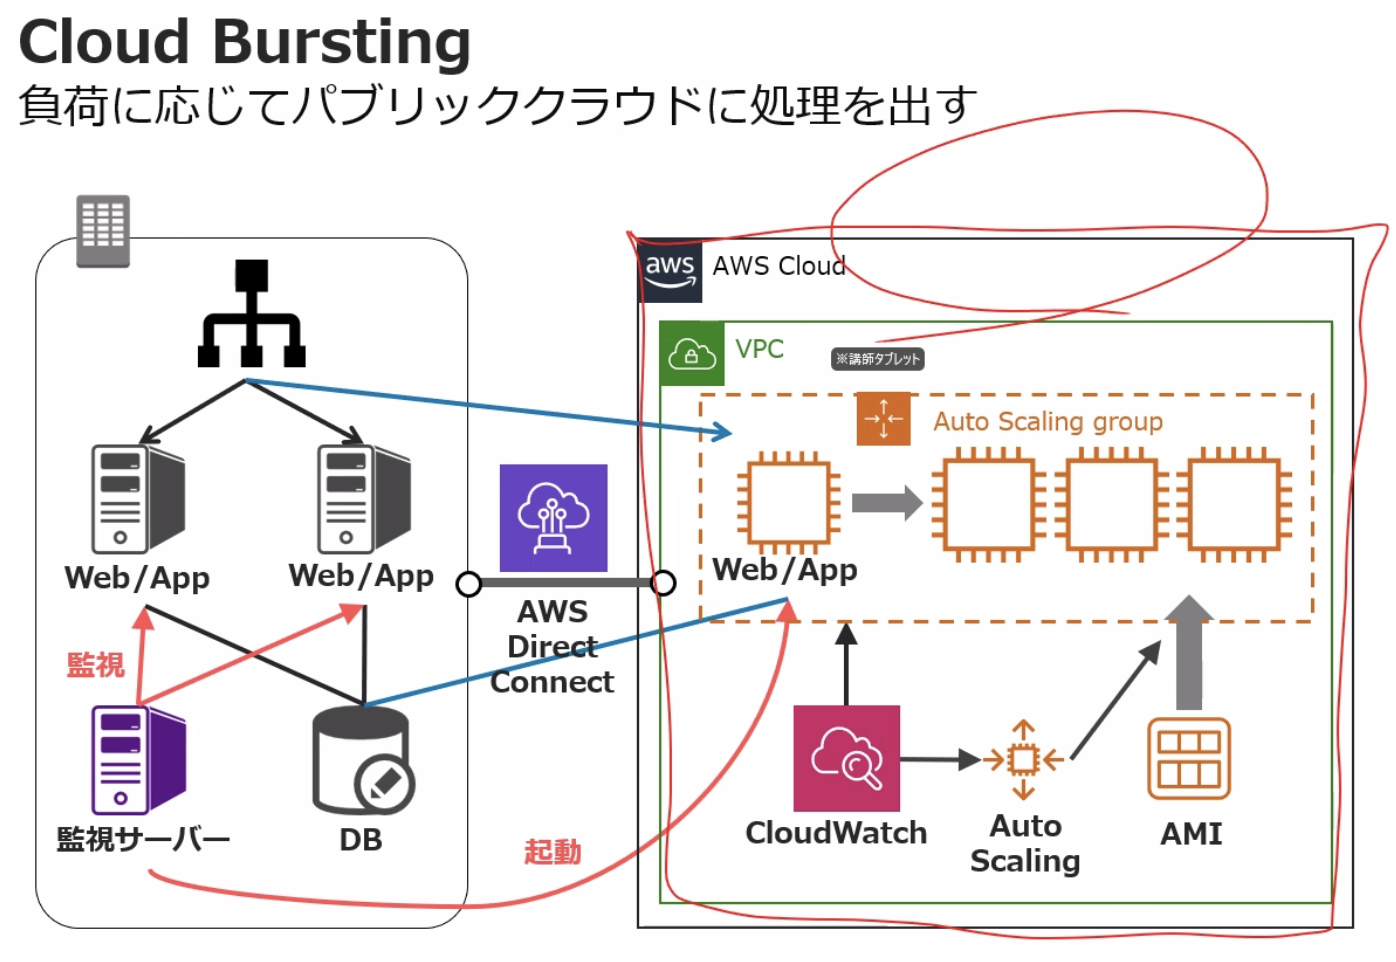 Cloud Bursting
負荷に応じてパブリッククラウドに処理を出す
aws
AWS Cloud
VPC
※講師タブレット
Auto Scaling group
Web/App
Web/App
Web/App
AWS
Direct
Connect
監視
監視サーバー
DB
起動
CloudWatch
Auto
Scaling
AMI